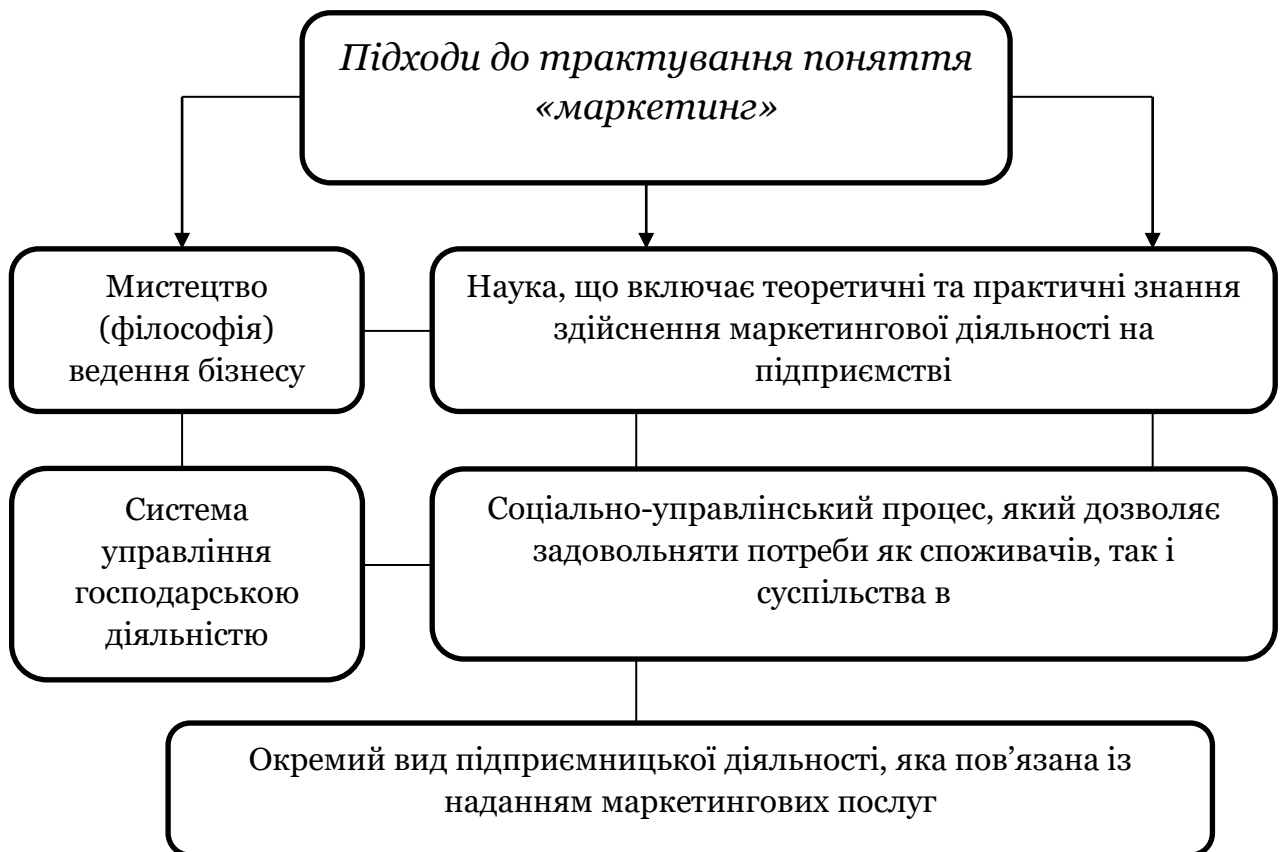 Підходи до трактування поняття
«маркетинг»
Мистецтво
(філософія)
ведення бізнесу
Наука, що включає теоретичні та практичні знання
здійснення маркетингової діяльності на
підприємстві
Система
управління
господарською
діяльністю
Соціально-управлінський процес, який дозволяє
задовольняти потреби як споживачів, так і
суспільства в
Окремий вид підприємницької діяльності, яка пов’язана із
наданням маркетингових послуг